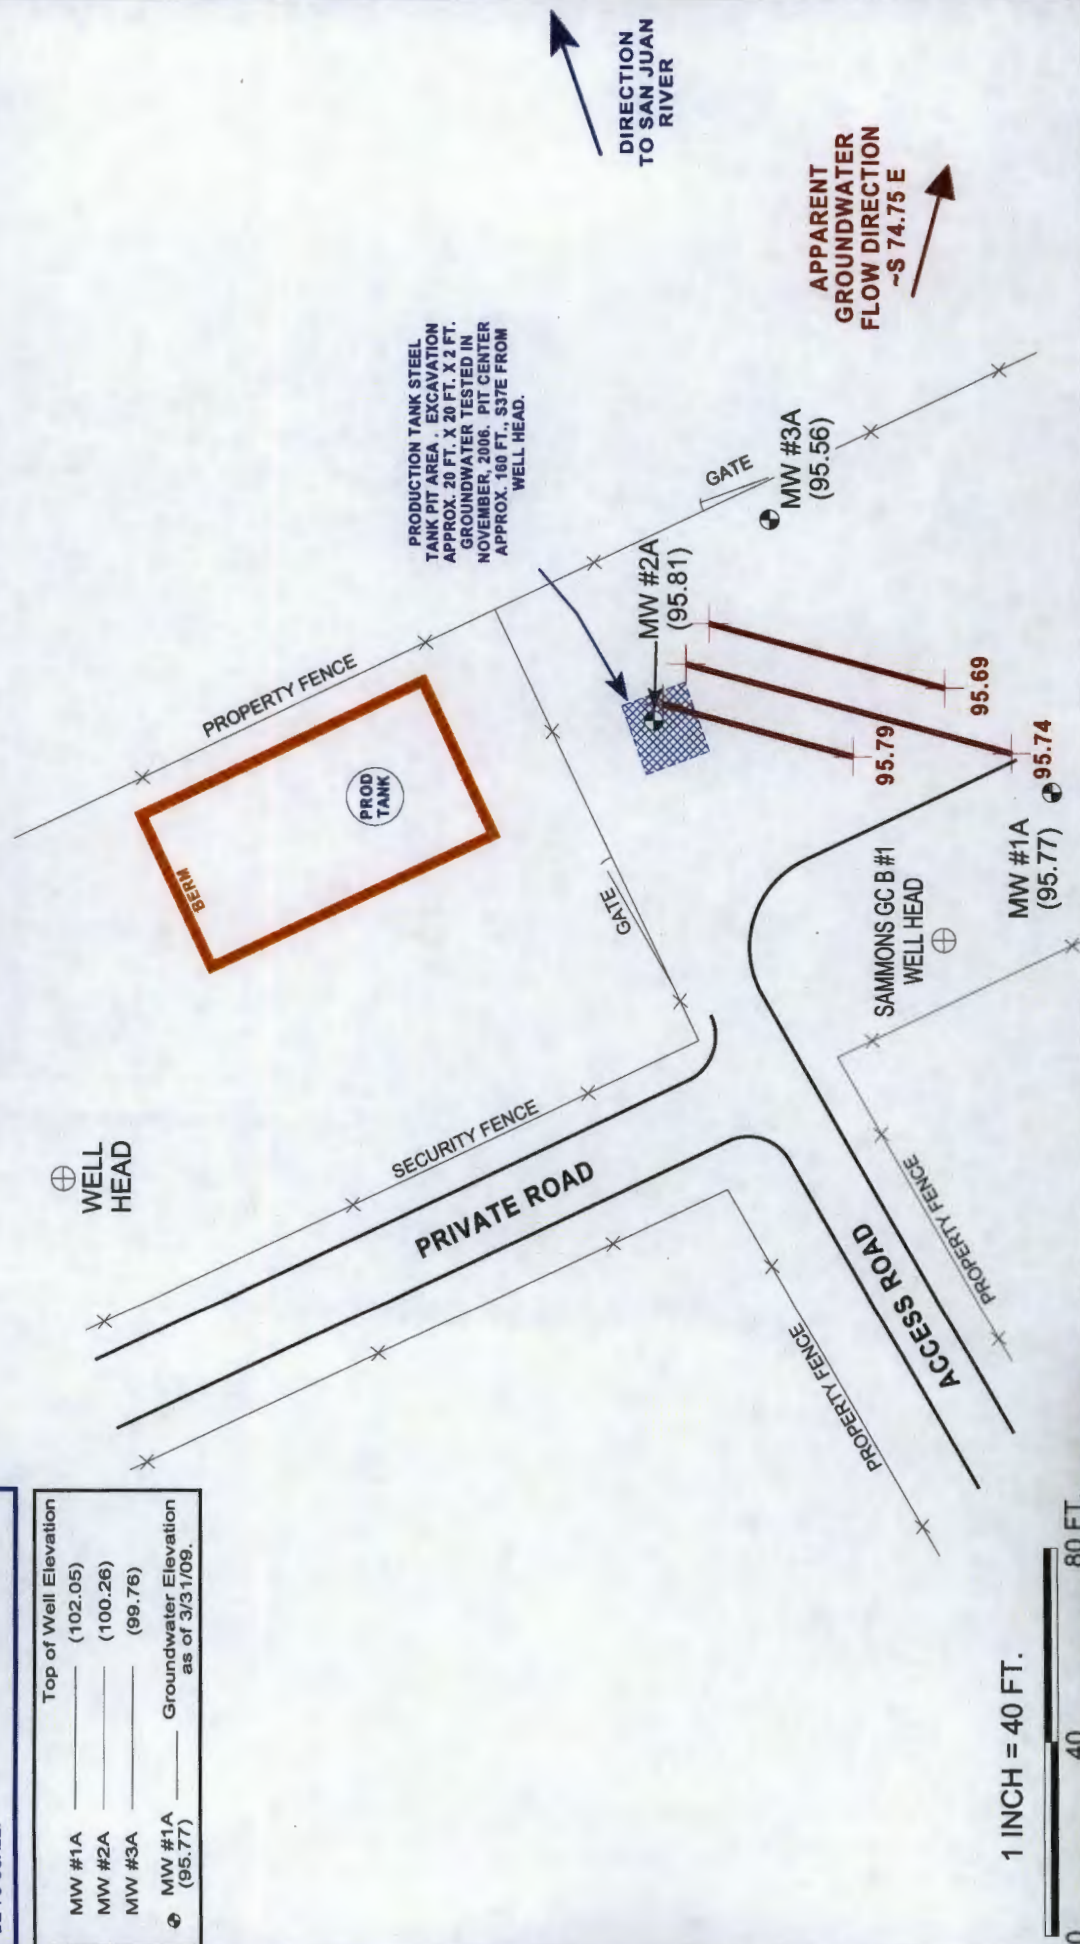 DIRECTION
TO SAN JUAN
RIVER
APPARENT
GROUNDWATER
FLOW DIRECTION
~S 74.75 E
PRODUCTION TANK STEEL
TANK PIT AREA. EXCAVATION
APPROX. 20 FT. X 20 FT. X 2 FT.
GROUNDWATER TESTED IN
NOVEMBER, 2006. PIT CENTER
APPROX. 160 FT., S37E FROM
WELL HEAD.
GATE
MW #3A
(95.56)
MW #2A
(95.81)
PROPERTY FENCE
BERM
PROD
TANK
95.79
95.74
95.69
GATE
MW #1A
(95.77)
SAMMONS GC B #1
WELL HEAD
WELL
HEAD
SECURITY FENCE
PRIVATE ROAD
ACCESS ROAD
PROPERTY FENCE
PROPERTY FENCE
Top of Well Elevation
MW #1A (102.05)
MW #2A (100.26)
MW #3A (99.76)
MW #1A Groundwater Elevation
(95.77) as of 3/31/09.
1 INCH = 40 FT.
0 40 80 FT.